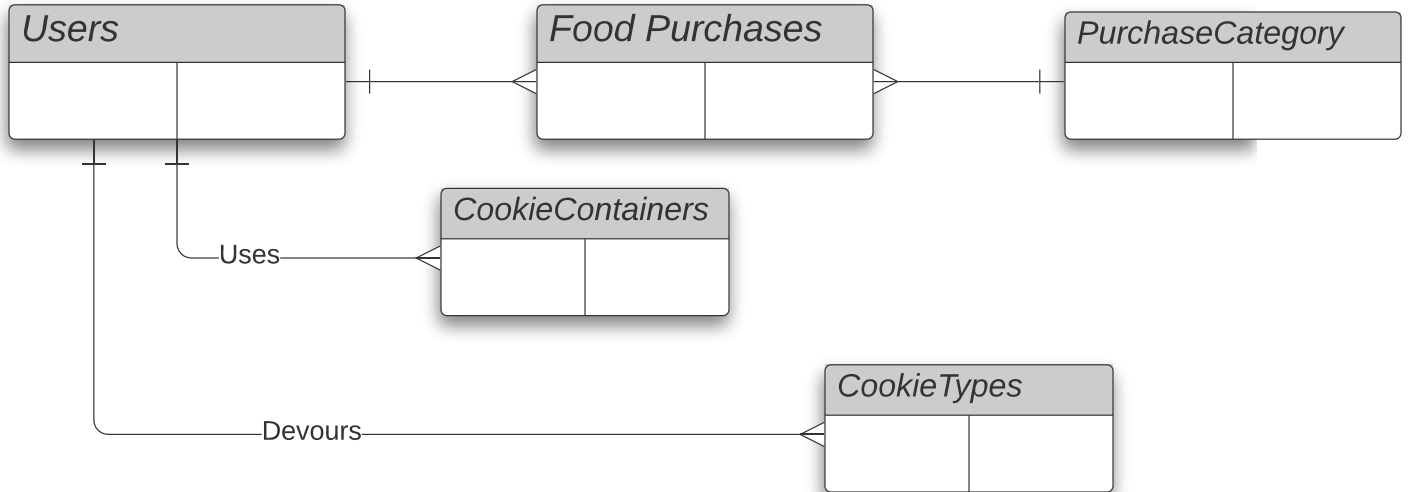 Users
Food Purchases
PurchaseCategory
CookieContainers
Uses
CookieTypes
Devours